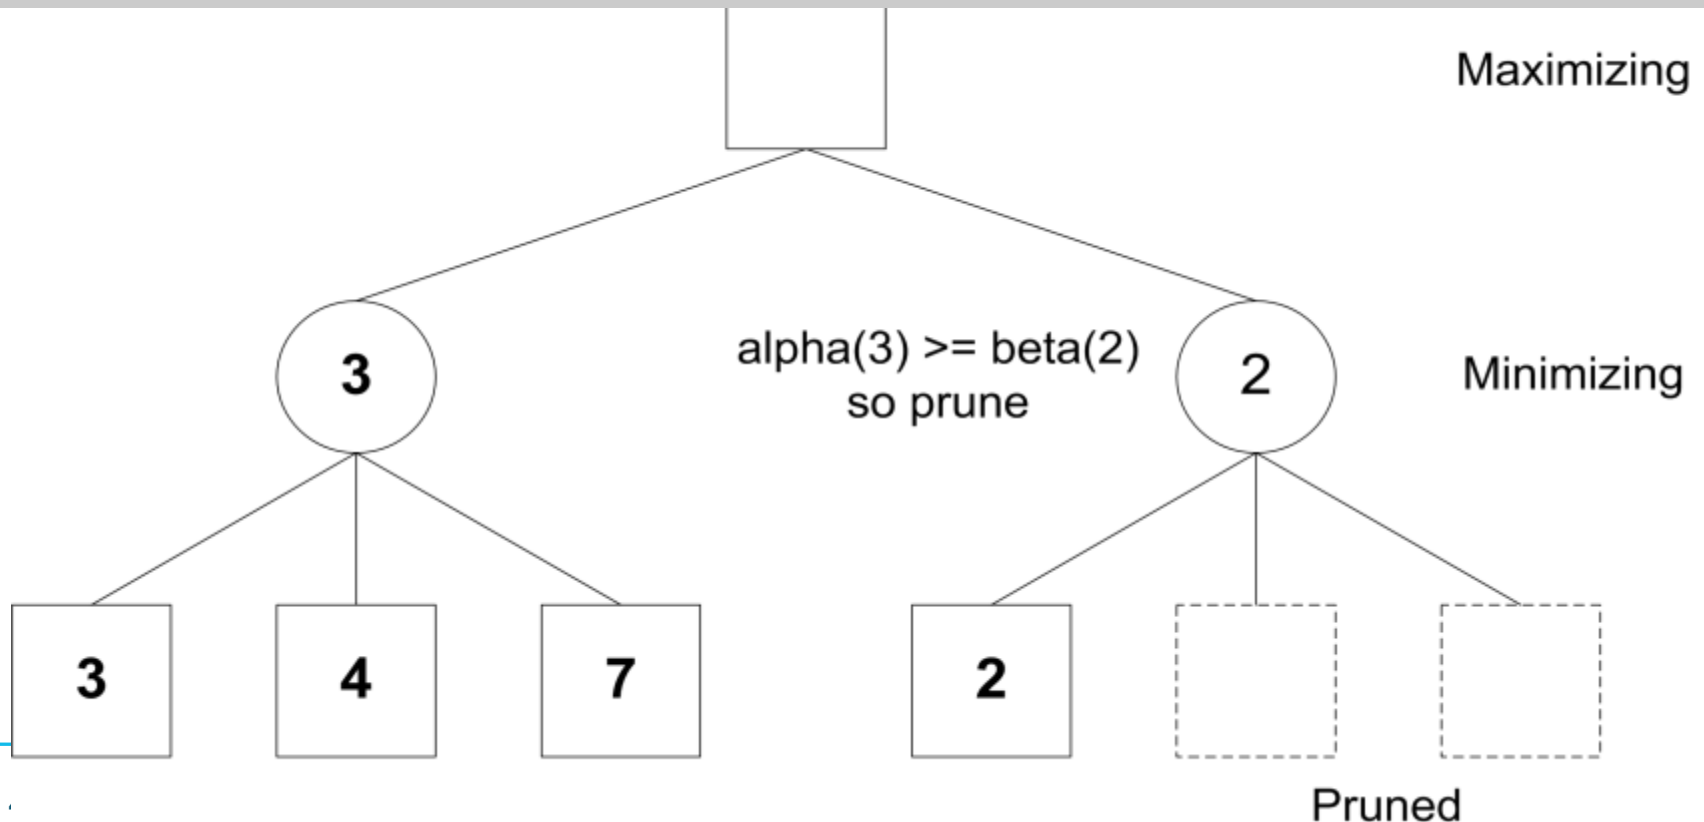 Maximizing
3
alpha(3) >= beta(2)
so prune
2
Minimizing
3
4
7
2
Pruned